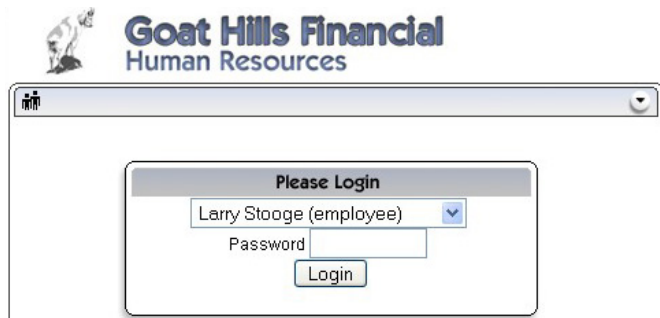 Goat Hills Financial
Human Resources
Please Login
Larry Stooge (employee)
Password
Login